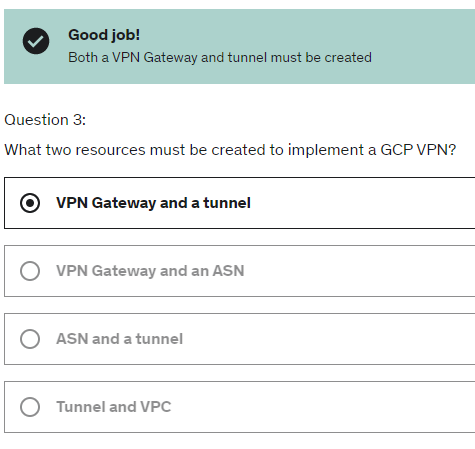 Good job!
Both a VPN Gateway and tunnel must be created
Question 3:
What two resources must be created to implement a GCP VPN?
VPN Gateway and a tunnel
VPN Gateway and an ASN
ASN and a tunnel
Tunnel and VPC